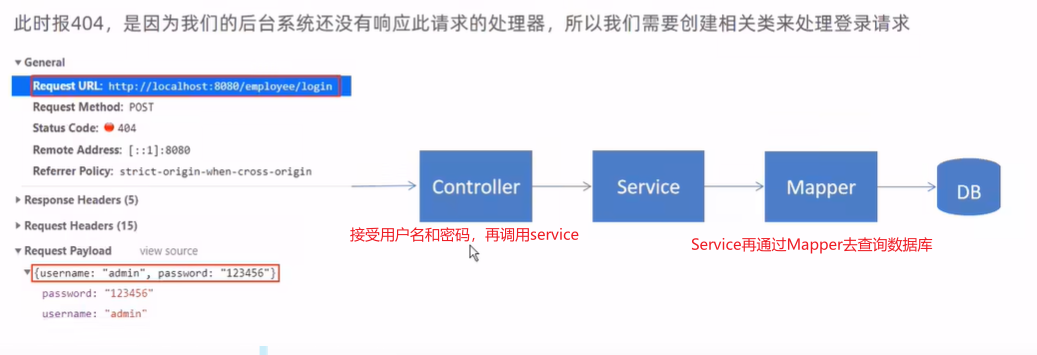 此时报404，是因为我们的后台系统还没有响应此请求的处理器，所以我们需要创建相关类来处理登录请求
General
Request URL: http://localhost:8080/employee/login
Request Method: POST
Status Code: 404
Remote Address: [::1]:8080
Referrer Policy: strict-origin-when-cross-origin
Response Headers (5)
Request Headers (15)
Request Payload view source
{username: "admin", password: "123456"}
password: "123456"
username: "admin"
Controller
Service
Mapper
DB
接受用户名和密码，再调用service
Service再通过Mapper去查询数据库